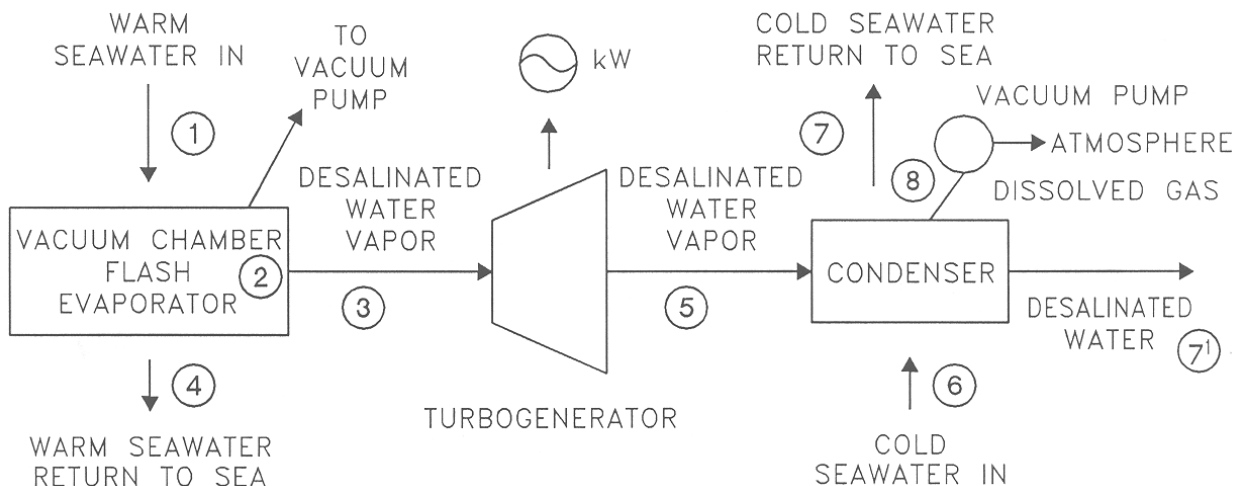 WARM
SEAWATER IN
TO
VACUUM
PUMP
kW
COLD SEAWATER
RETURN TO SEA
VACUUM PUMP
ATMOSPHERE
DISSOLVED GAS
1
7
8
DESALINATED
WATER
VAPOR
DESALINATED
WATER
VAPOR
VACUUM CHAMBER
FLASH
EVAPORATOR
2
3
5
CONDENSER
DESALINATED
WATER
7¹
4
6
TURBOGENERATOR
WARM SEAWATER
RETURN TO SEA
COLD
SEAWATER IN